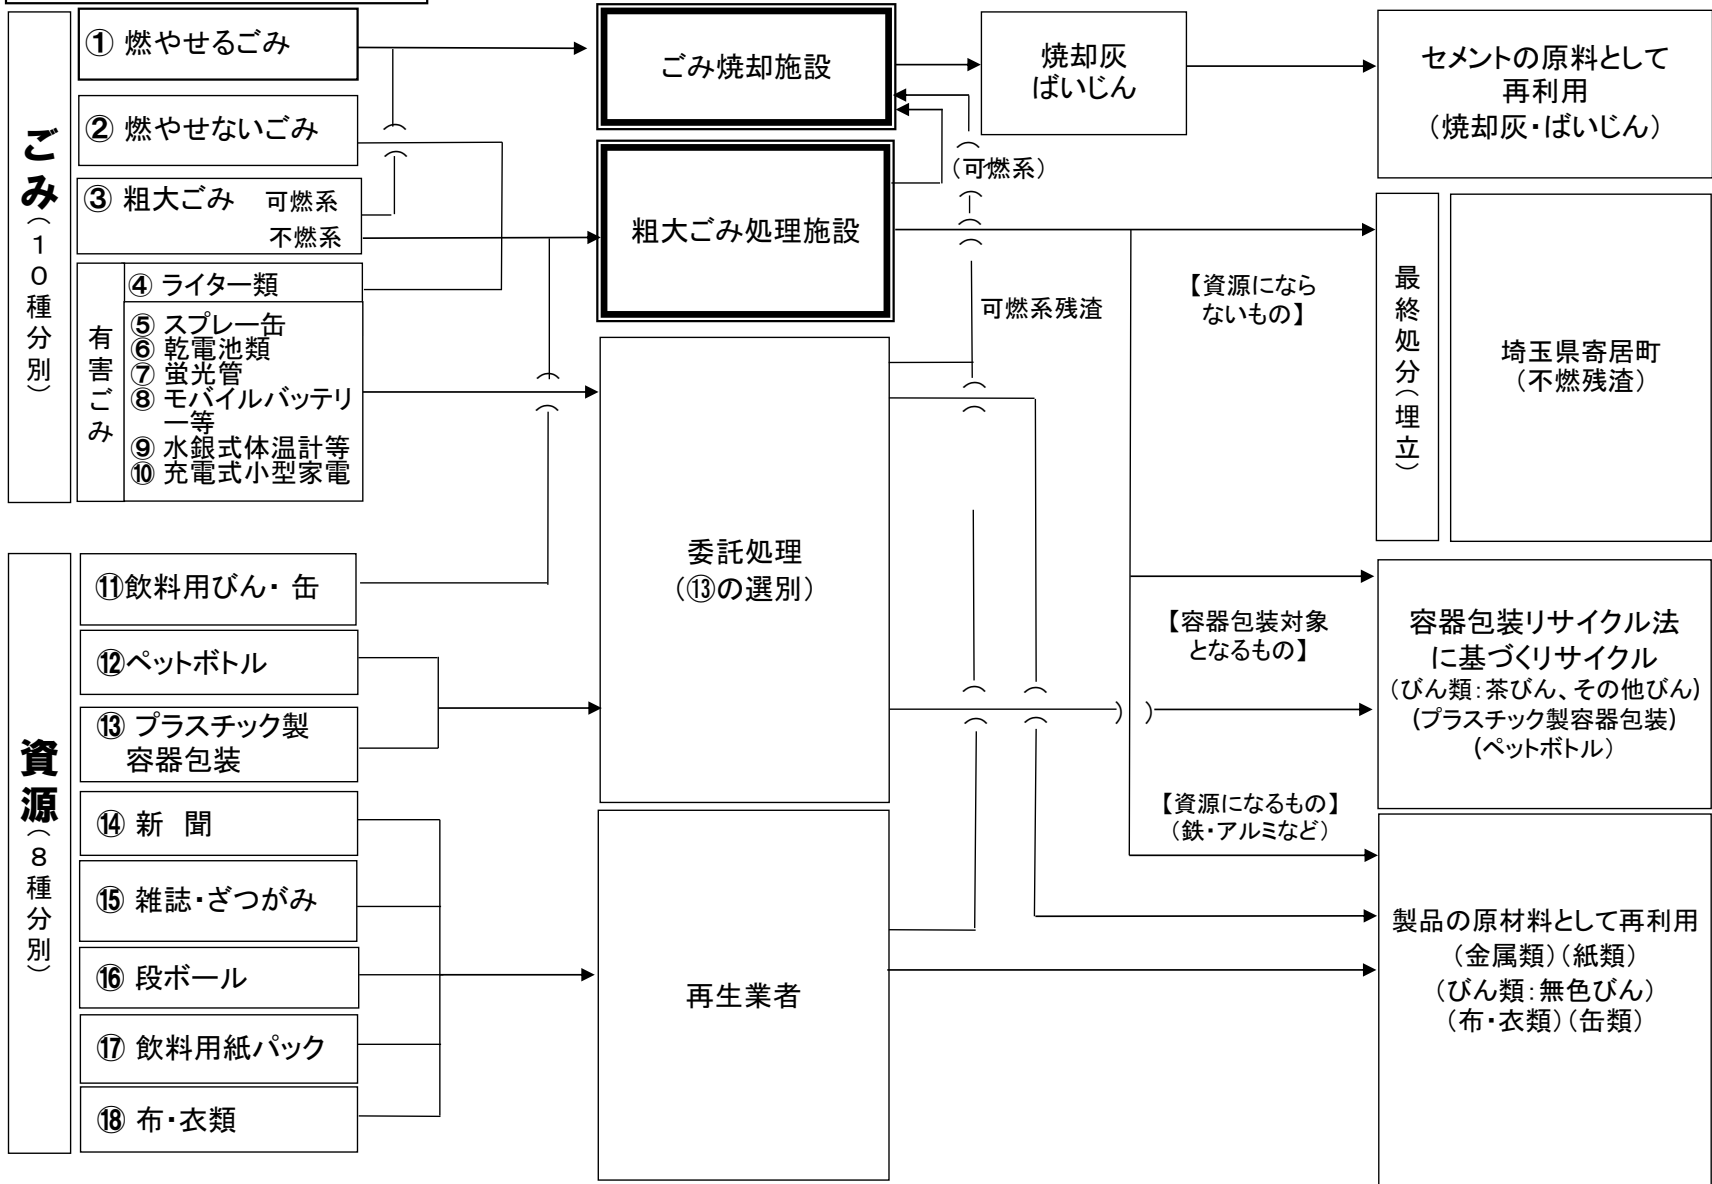 ごみ（１０種分別）
① 燃やせるごみ
② 燃やせないごみ
③ 粗大ごみ 可燃系
不燃系
有害ごみ
④ ライター類
⑤ スプレー缶
⑥ 乾電池類
⑦ 蛍光管
⑧ モバイルバッテリ
ー等
⑨ 水銀式体温計等
⑩ 充電式小型家電
資源（８種分別）
⑪飲料用びん・ 缶
⑫ペットボトル
⑬ プラスチック製
容器包装
⑭ 新　聞
⑮ 雑誌・ざつがみ
⑯ 段ボール
⑰ 飲料用紙パック
⑱ 布・衣類
ごみ焼却施設
粗大ごみ処理施設
委託処理
（⑬の選別）
再生業者
焼却灰
ばいじん
（可燃系）
可燃系残渣
【資源になら
ないもの】
【容器包装対象
となるもの】
【資源になるもの】
（鉄・アルミなど）
セメントの原料として
再利用
（焼却灰・ばいじん）
最終処分（埋立）
埼玉県寄居町
（不燃残渣）
容器包装リサイクル法
に基づくリサイクル
（びん類：茶びん、その他びん）
(プラスチック製容器包装)
(ペットボトル）
製品の原材料として再利用
（金属類）（紙類）
（びん類：無色びん）
（布・衣類）（缶類）